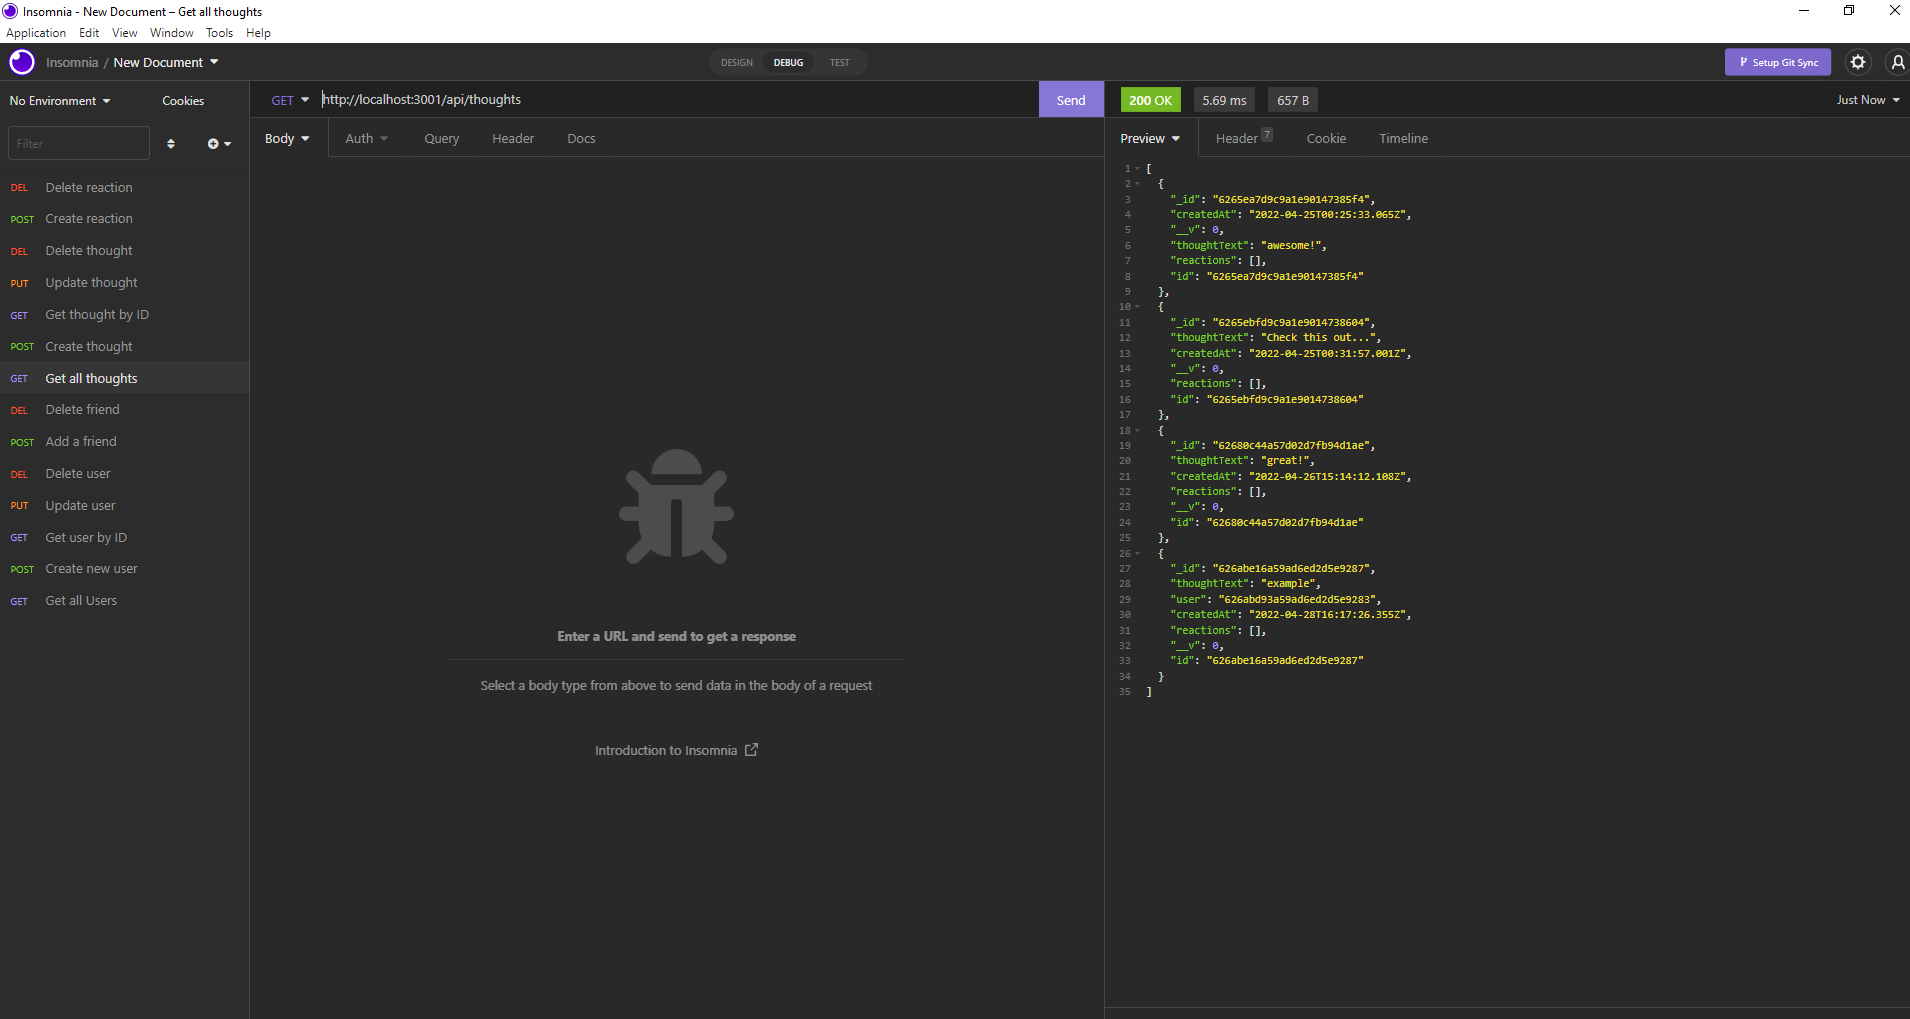 Insomnia - New Document – Get all thoughts
Application Edit View Window Tools Help
Insomnia / New Document
DESIGN DEBUG TEST
Setup Git Sync
No Environment Cookies
GET http://localhost:3001/api/thoughts Send
200 OK 5.69 ms 657 B Just Now
Filter
Body Auth Query Header Docs
Preview Header 7 Cookie Timeline
DEL Delete reaction
POST Create reaction
DEL Delete thought
PUT Update thought
GET Get thought by ID
POST Create thought
GET Get all thoughts
DEL Delete friend
POST Add a friend
DEL Delete user
PUT Update user
GET Get user by ID
POST Create new user
GET Get all Users
Enter a URL and send to get a response
Select a body type from above to send data in the body of a request
Introduction to Insomnia
1 [
2 {
3 "_id": "6265ea7d9c9a1e90147385f4",
4 "createdAt": "2022-04-25T00:25:33.065Z",
5 "__v": 0,
6 "thoughtText": "awesome!",
7 "reactions": [],
8 "id": "6265ea7d9c9a1e90147385f4"
9 },
10 {
11 "_id": "6265ebfd9c9a1e9014738604",
12 "thoughtText": "Check this out...",
13 "createdAt": "2022-04-25T00:31:57.001Z",
14 "__v": 0,
15 "reactions": [],
16 "id": "6265ebfd9c9a1e9014738604"
17 },
18 {
19 "_id": "62680c44a57d02d7fb94d1ae",
20 "thoughtText": "great!",
21 "createdAt": "2022-04-26T15:14:12.108Z",
22 "reactions": [],
23 "__v": 0,
24 "id": "62680c44a57d02d7fb94d1ae"
25 },
26 {
27 "_id": "626abe16a59ad6ed2d5e9287",
28 "thoughtText": "example",
29 "user": "626abd93a59ad6ed2d5e9283",
30 "createdAt": "2022-04-28T16:17:26.355Z",
31 "reactions": [],
32 "__v": 0,
33 "id": "626abe16a59ad6ed2d5e9287"
34 }
35 ]